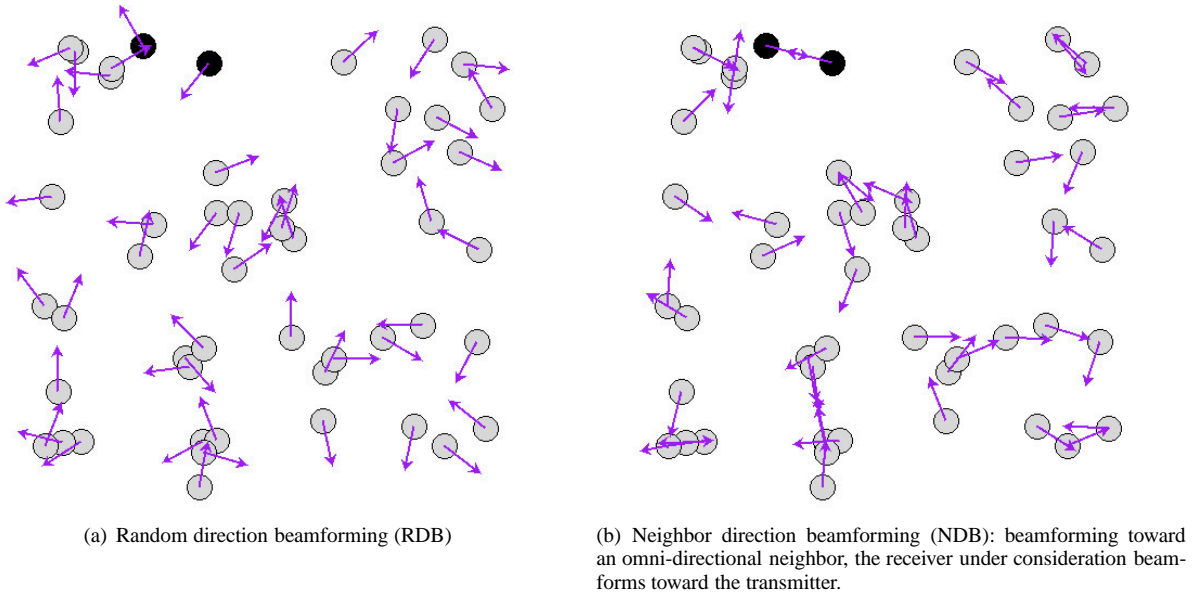 (a) Random direction beamforming (RDB)
(b) Neighbor direction beamforming (NDB): beamforming toward
an omni-directional neighbor, the receiver under consideration beam-
forms toward the transmitter.